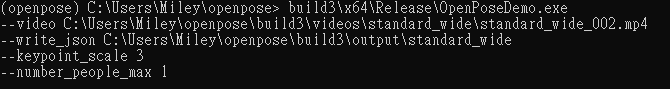 (openpose) C:\Users\Miley\openpose> build3\x64\Release\OpenPoseDemo.exe
--video C:\Users\Miley\openpose\build3\videos\standard_wide\standard_wide_002.mp4
--write_json C:\Users\Miley\openpose\build3\output\standard_wide
--keypoint_scale 3
--number_people_max 1